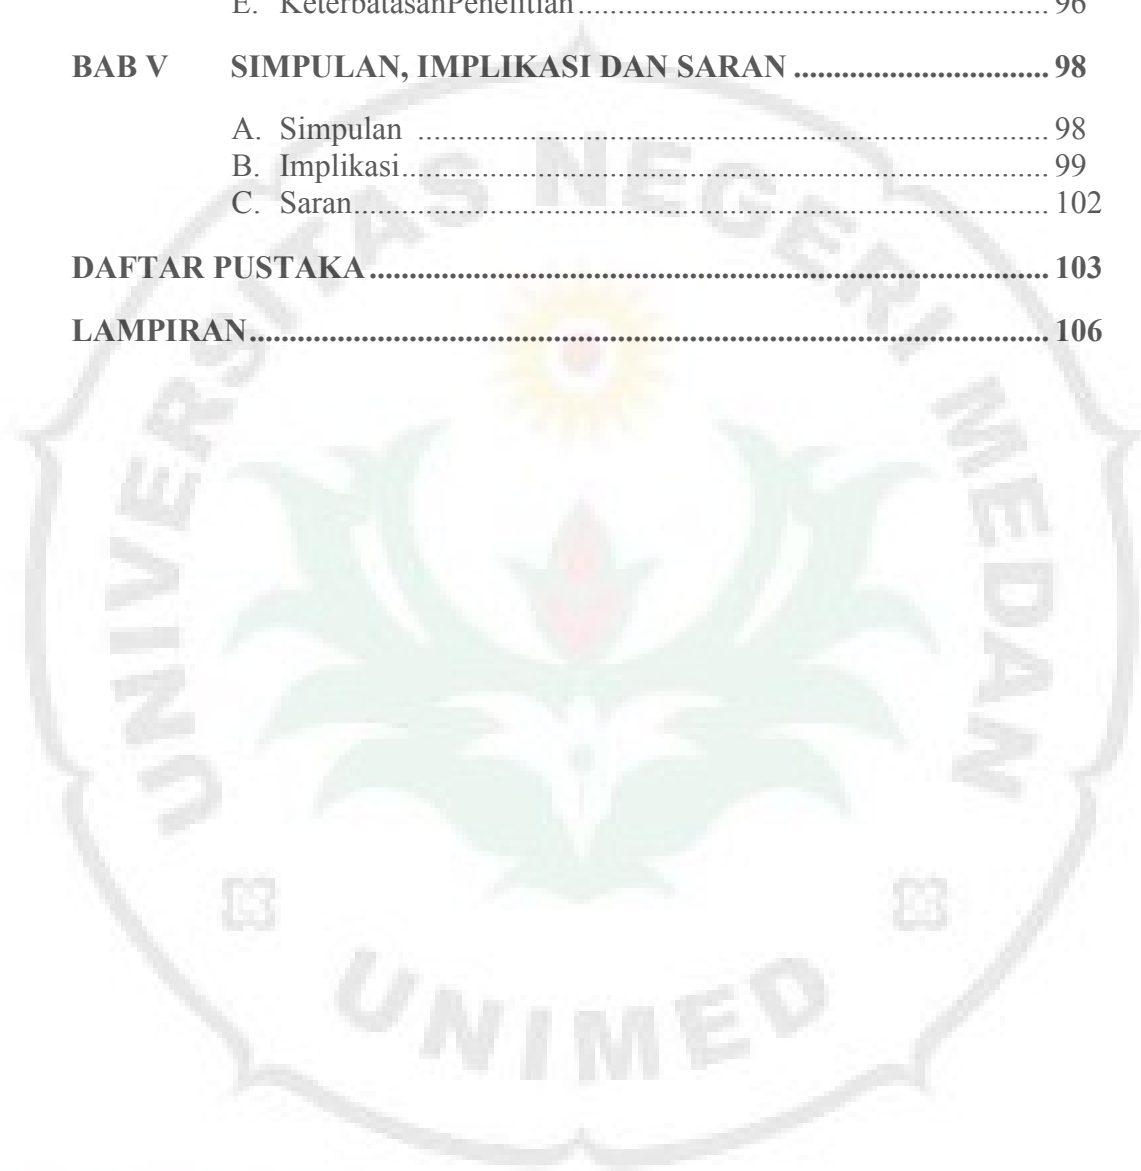 E. KeterbatasanPenelitian.......................................................... 96
BAB V SIMPULAN, IMPLIKASI DAN SARAN ................................ 98
A. Simpulan ............................................................................... 98
B. Implikasi................................................................................. 99
C. Saran....................................................................................... 102
DAFTAR PUSTAKA..................................................................................... 103
LAMPIRAN.................................................................................................... 106
UNIVERSITAS NEGERI MEDAN
UNIMED